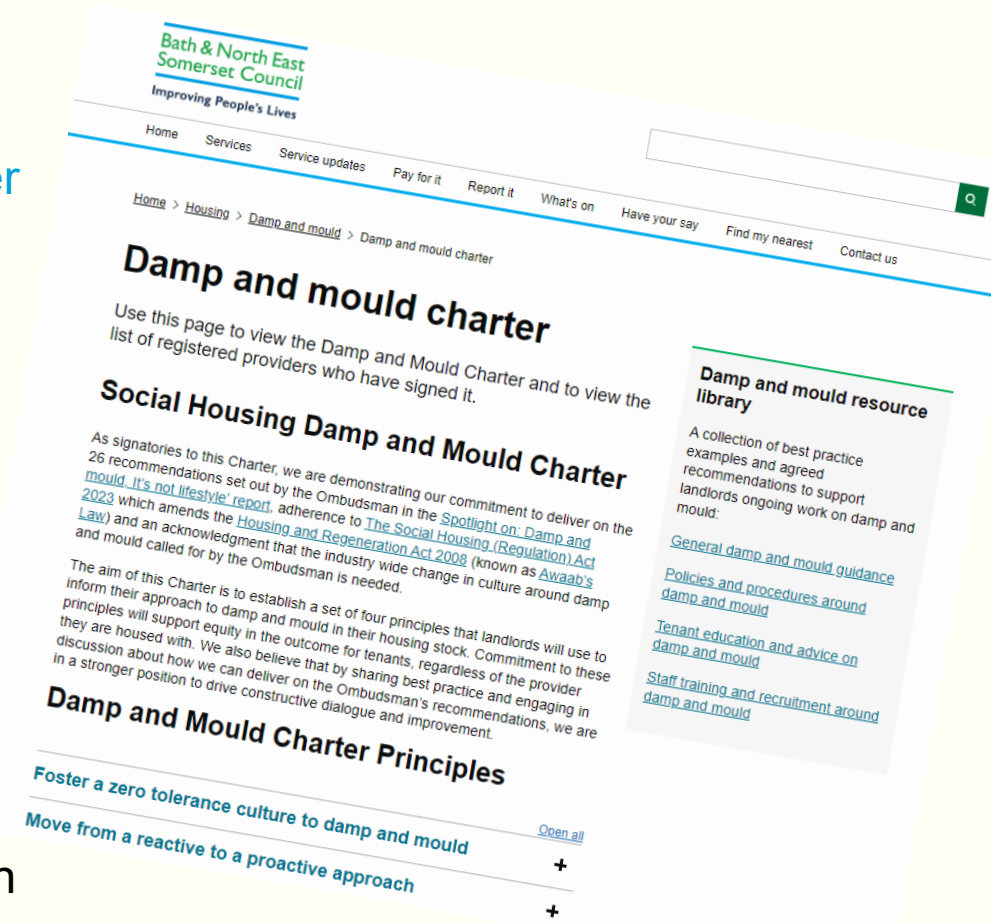 er
n
Bath & North East
Somerset Council
Improving People's Lives
Home Services Service updates Pay for it Report it What's on Have your say Find my nearest Contact us
Home > Housing > Damp and mould > Damp and mould charter
Damp and mould charter
Use this page to view the Damp and Mould Charter and to view the
list of registered providers who have signed it.
Social Housing Damp and Mould Charter
As signatories to this Charter, we are demonstrating our commitment to deliver on the
26 recommendations set out by the Ombudsman in the Spotlight on: Damp and
mould, It's not lifestyle' report, adherence to The Social Housing (Regulation) Act
2023 which amends the Housing and Regeneration Act 2008 (known as Awaab's
Law) and an acknowledgment that the industry wide change in culture around damp
and mould called for by the Ombudsman is needed.
The aim of this Charter is to establish a set of four principles that landlords will use to
inform their approach to damp and mould in their housing stock. Commitment to these
principles will support equity in the outcome for tenants, regardless of the provider
they are housed with. We also believe that by sharing best practice and engaging in
discussion about how we can deliver on the Ombudsman's recommendations, we are
in a stronger position to drive constructive dialogue and improvement.
Damp and Mould Charter Principles
Open all
Foster a zero tolerance culture to damp and mould +
Move from a reactive to a proactive approach +
Damp and mould resource
library
A collection of best practice
examples and agreed
recommendations to support
landlords ongoing work on damp and
mould:
General damp and mould guidance
Policies and procedures around
damp and mould
Tenant education and advice on
damp and mould
Staff training and recruitment around
damp and mould